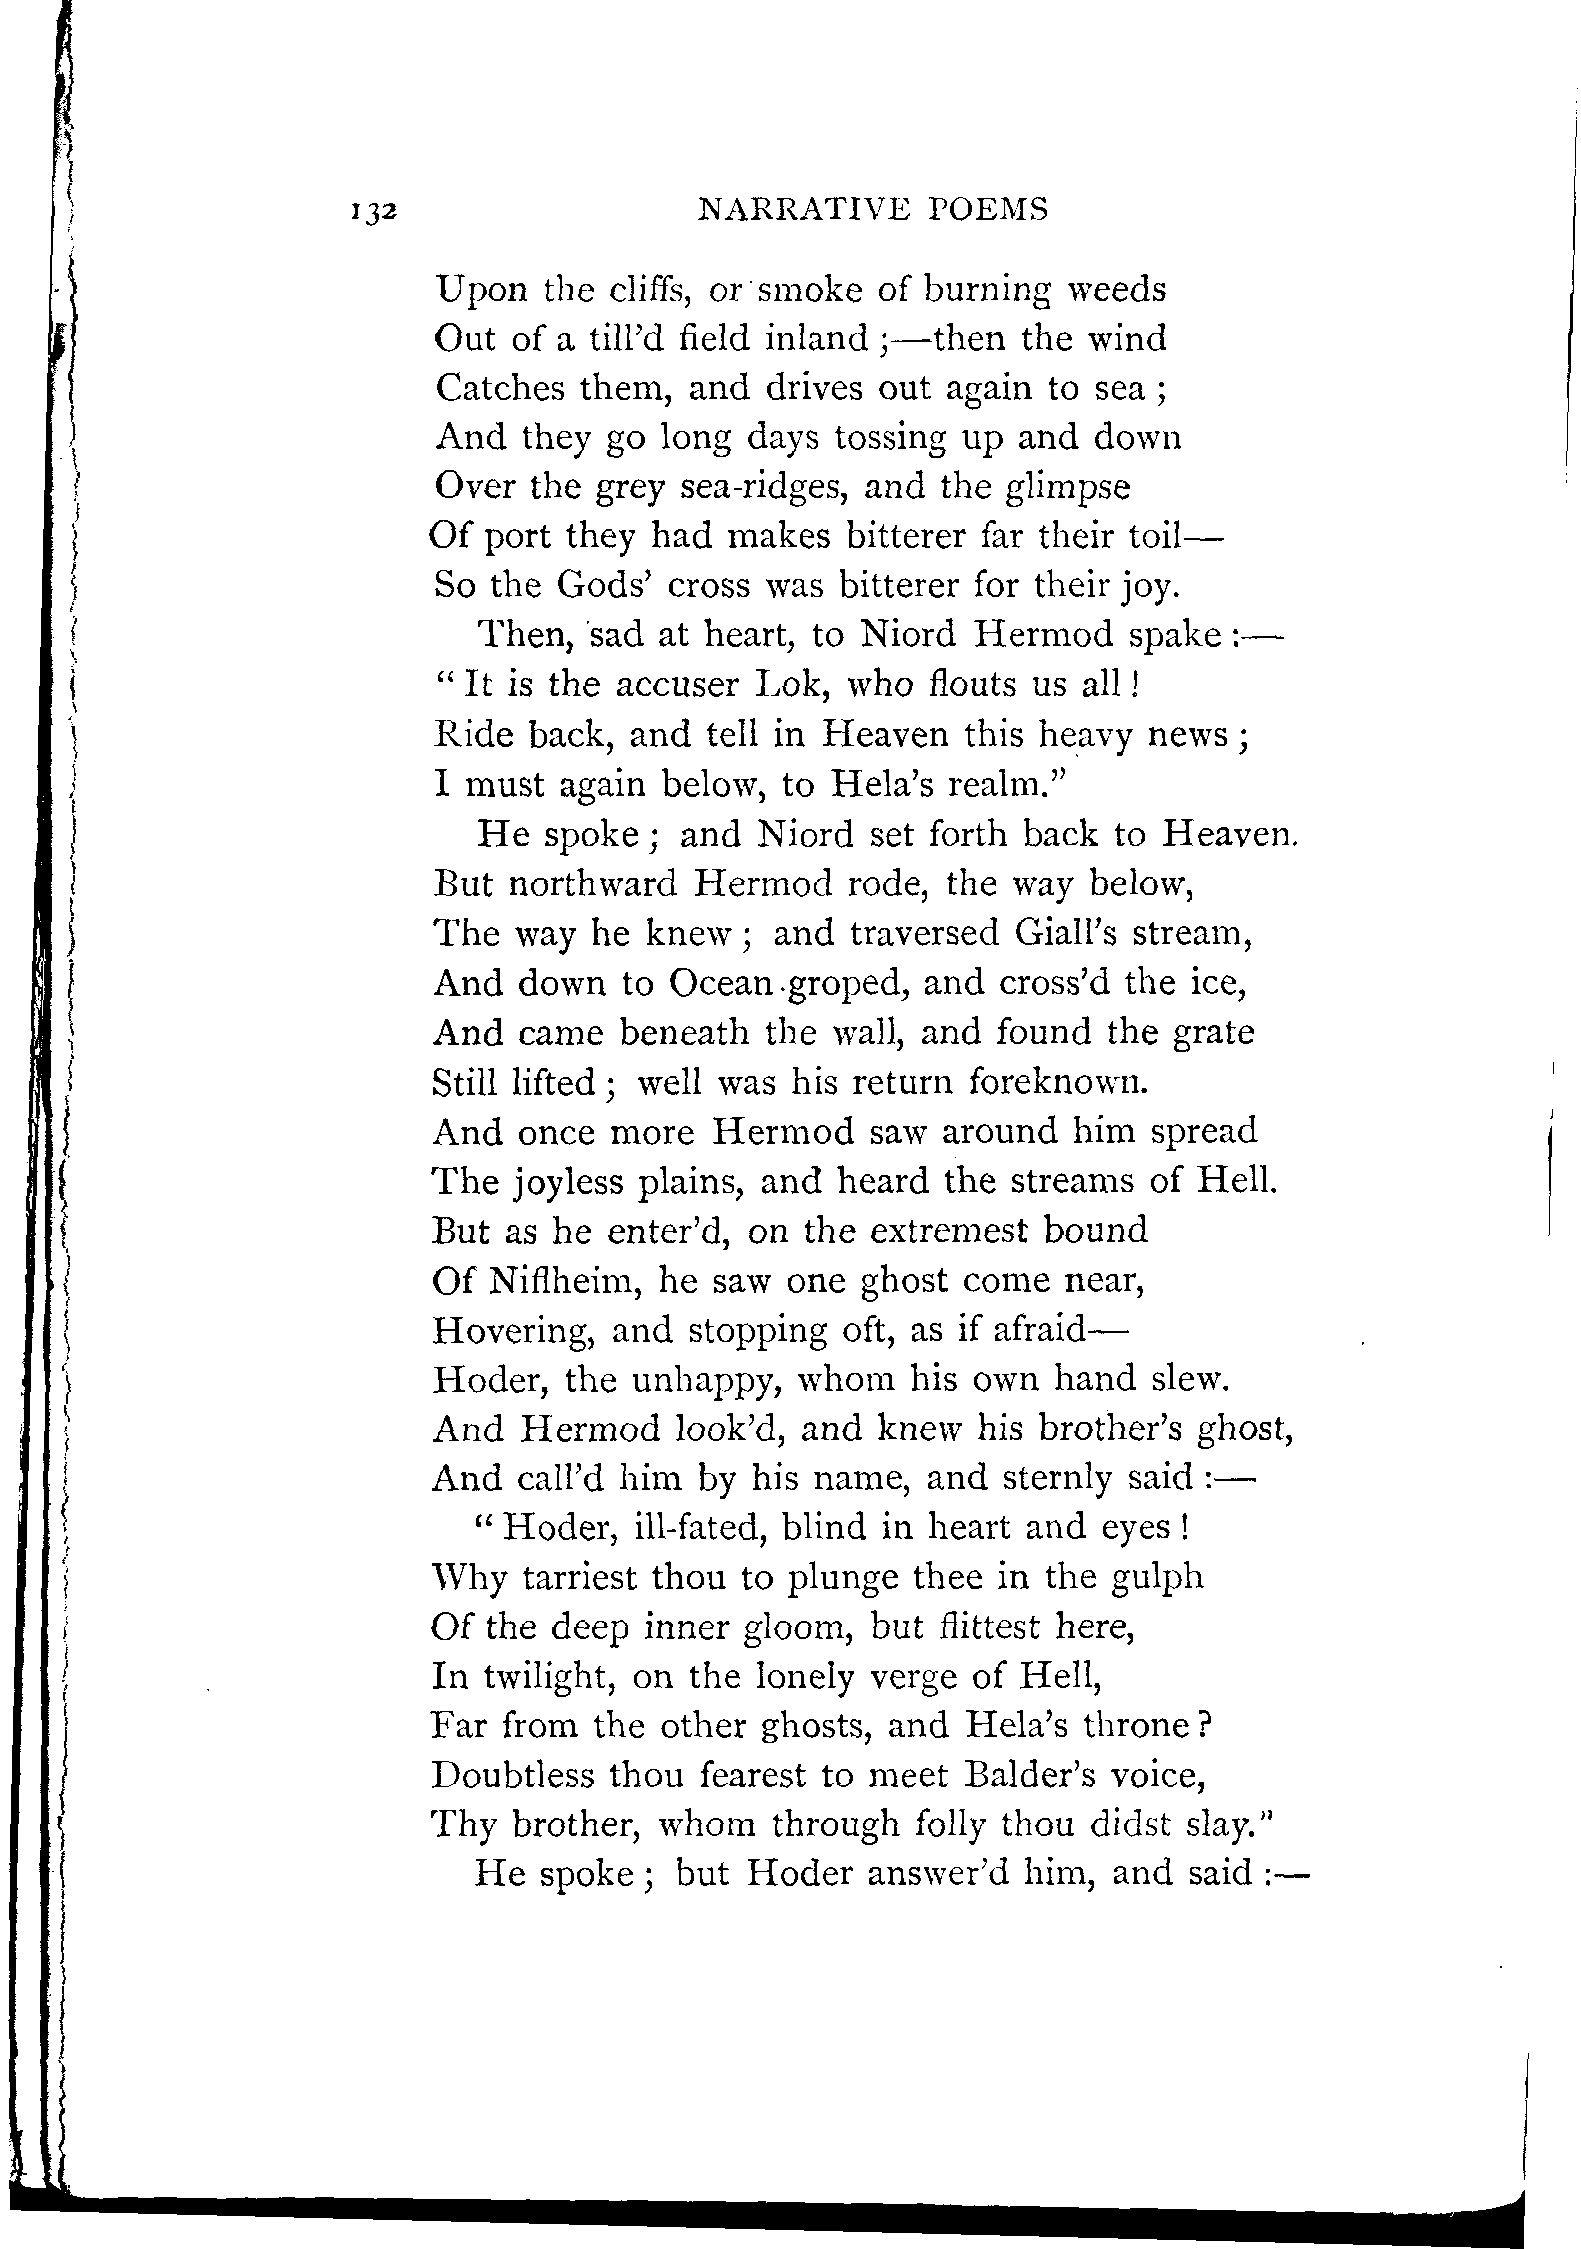 132 NARRATIVE POEMS
Upon the cliffs, or smoke of burning weeds
Out of a till'd field inland ;—then the wind
Catches them, and drives out again to sea ;
And they go long days tossing up and down
Over the grey sea-ridges, and the glimpse
Of port they had makes bitterer far their toil—
So the Gods' cross was bitterer for their joy.
Then, sad at heart, to Niord Hermod spake :—
“ It is the accuser Lok, who flouts us all !
Ride back, and tell in Heaven this heavy news ;
I must again below, to Hela's realm.”
He spoke ; and Niord set forth back to Heaven.
But northward Hermod rode, the way below,
The way he knew ; and traversed Giall's stream,
And down to Ocean groped, and cross'd the ice,
And came beneath the wall, and found the grate
Still lifted ; well was his return foreknown.
And once more Hermod saw around him spread
The joyless plains, and heard the streams of Hell.
But as he enter'd, on the extremest bound
Of Niflheim, he saw one ghost come near,
Hovering, and stopping oft, as if afraid—
Hoder, the unhappy, whom his own hand slew.
And Hermod look'd, and knew his brother's ghost,
And call'd him by his name, and sternly said :—
“ Hoder, ill-fated, blind in heart and eyes !
Why tarriest thou to plunge thee in the gulph
Of the deep inner gloom, but flittest here,
In twilight, on the lonely verge of Hell,
Far from the other ghosts, and Hela's throne ?
Doubtless thou fearest to meet Balder's voice,
Thy brother, whom through folly thou didst slay.”
He spoke ; but Hoder answer'd him, and said :—